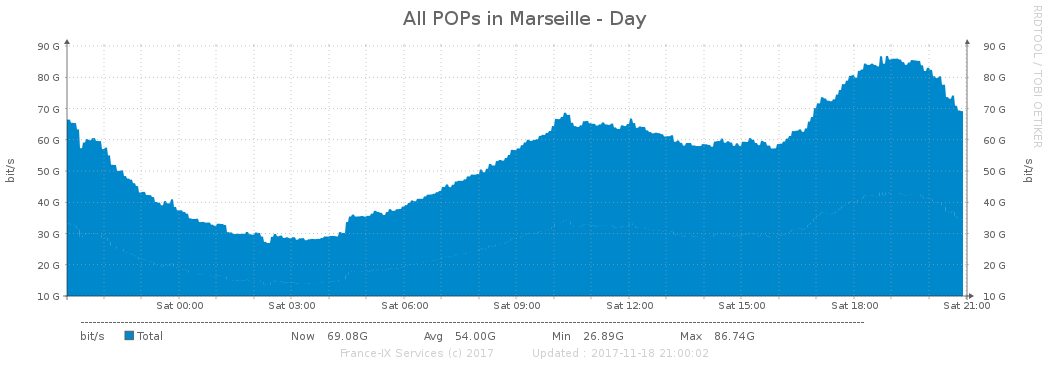 All POPs in Marseille - Day
RRDTOOL / TOBI OETIKER
90 G 90 G
80 G 80 G
70 G 70 G
60 G 60 G
50 G 50 G
40 G 40 G
30 G 30 G
20 G 20 G
10 G 10 G
bit/s bit/s
Sat 00:00 Sat 03:00 Sat 06:00 Sat 09:00 Sat 12:00 Sat 15:00 Sat 18:00 Sat 21:00
bit/s Total Now 69.08G Avg 54.00G Min 26.89G Max 86.74G
France-IX Services (c) 2017 Updated : 2017-11-18 21:00:02